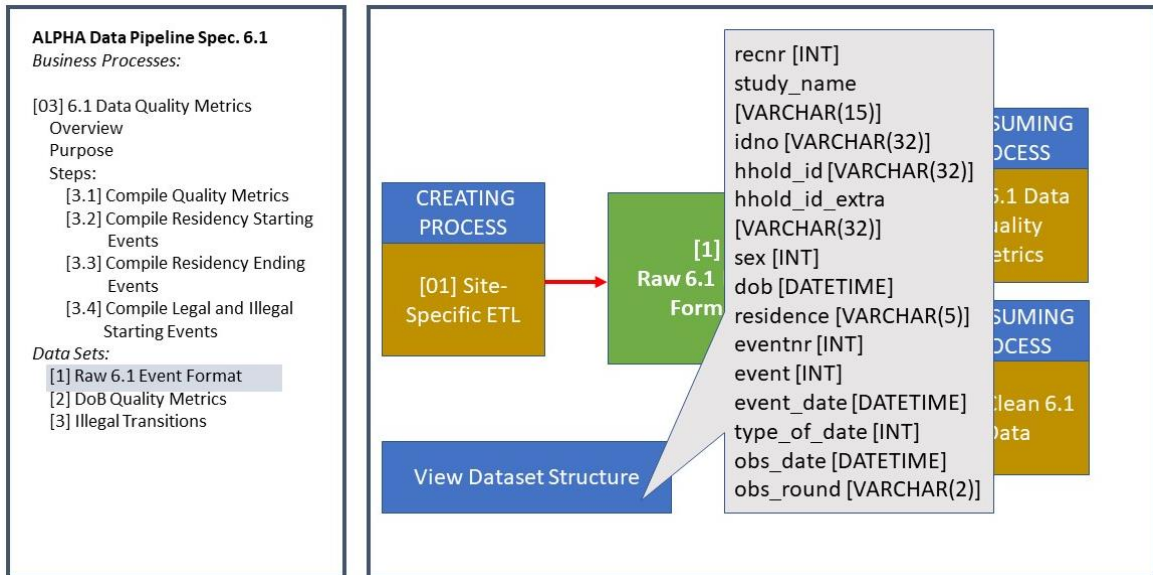 ALPHA Data Pipeline Spec. 6.1
Business Processes:
[03] 6.1 Data Quality Metrics
Overview
Purpose
Steps:
[3.1] Compile Quality Metrics
[3.2] Compile Residency Starting
Events
[3.3] Compile Residency Ending
Events
[3.4] Compile Legal and Illegal
Starting Events
Data Sets:
[1] Raw 6.1 Event Format
[2] DoB Quality Metrics
[3] Illegal Transitions
CREATING
PROCESS
[01] Site-
Specific ETL
[1]
Raw 6.1
Form
View Dataset Structure
recnr [INT]
study_name
[VARCHAR(15)]
idno [VARCHAR(32)]
hhold_id [VARCHAR(32)]
hhold_id_extra
[VARCHAR(32)]
sex [INT]
dob [DATETIME]
residence [VARCHAR(5)]
eventnr [INT]
event [INT]
event_date [DATETIME]
type_of_date [INT]
obs_date [DATETIME]
obs_round [VARCHAR(2)]
SUMING
OCESS
6.1 Data
uality
etrics
SUMING
OCESS
Clean 6.1
Data